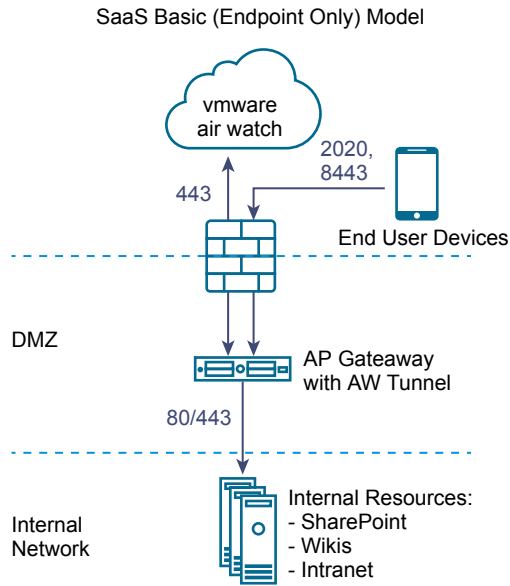 SaaS Basic (Endpoint Only) Model
vmware
air watch
2020,
8443
443
End User Devices
DMZ
AP Gateaway
with AW Tunnel
80/443
Internal
Network
Internal Resources:
- SharePoint
- Wikis
- Intranet